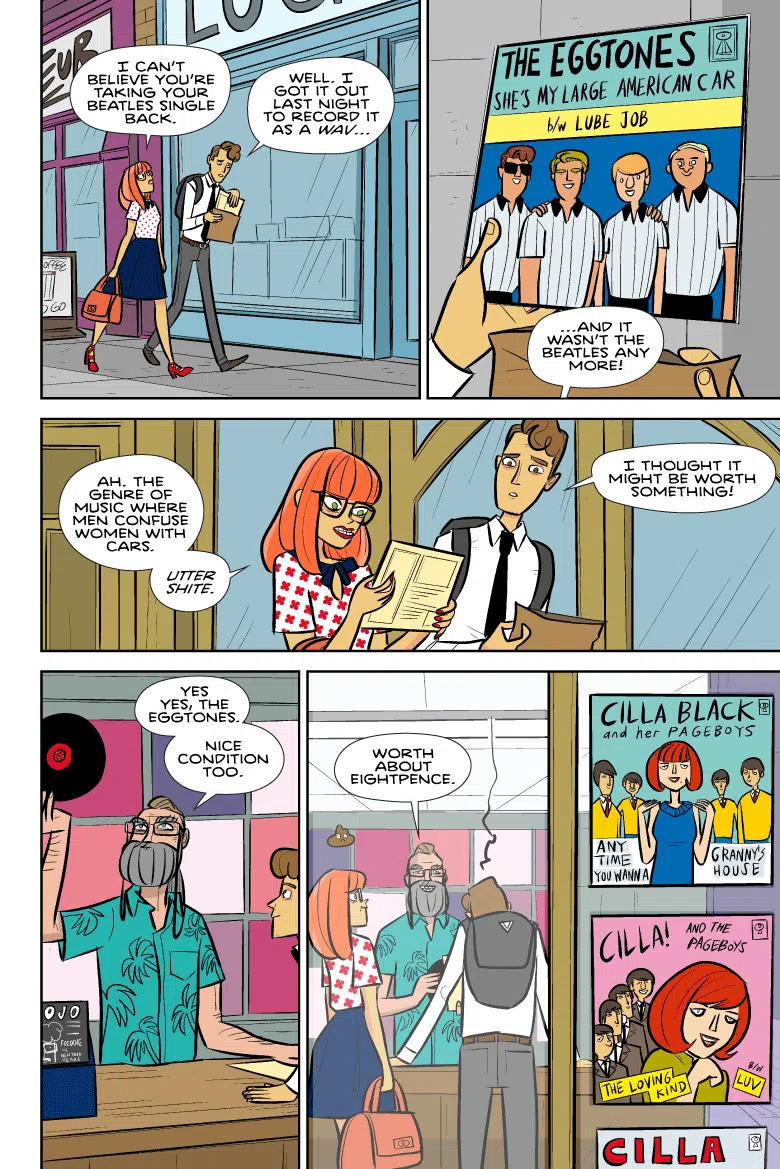 EUR
I CAN'T
BELIEVE YOU'RE
TAKING YOUR
BEATLES SINGLE
BACK.
WELL, I
GOT IT OUT
LAST NIGHT
TO RECORD IT
AS A WAV...
GO
THE EGGTONES
SHE'S MY LARGE AMERICAN CAR
b/w LUBE JOB
...AND IT
WASN'T THE
BEATLES ANY
MORE!
AH. THE
GENRE OF
MUSIC WHERE
MEN CONFUSE
WOMEN WITH
CARS.
UTTER
SHITE.
I THOUGHT IT
MIGHT BE WORTH
SOMETHING!
YES
YES, THE
EGGTONES.
NICE
CONDITION
TOO.
OJO
FREDDIE
WORTH
ABOUT
EIGHTPENCE.
CILLA BLACK
and her PAGEBOYS
ANY
TIME
YOU WANNA
GRANNY'S
HOUSE
CILLA!
AND THE
PAGEBOYS
THE LOVING
KIND
B/W
LUV
CILLA